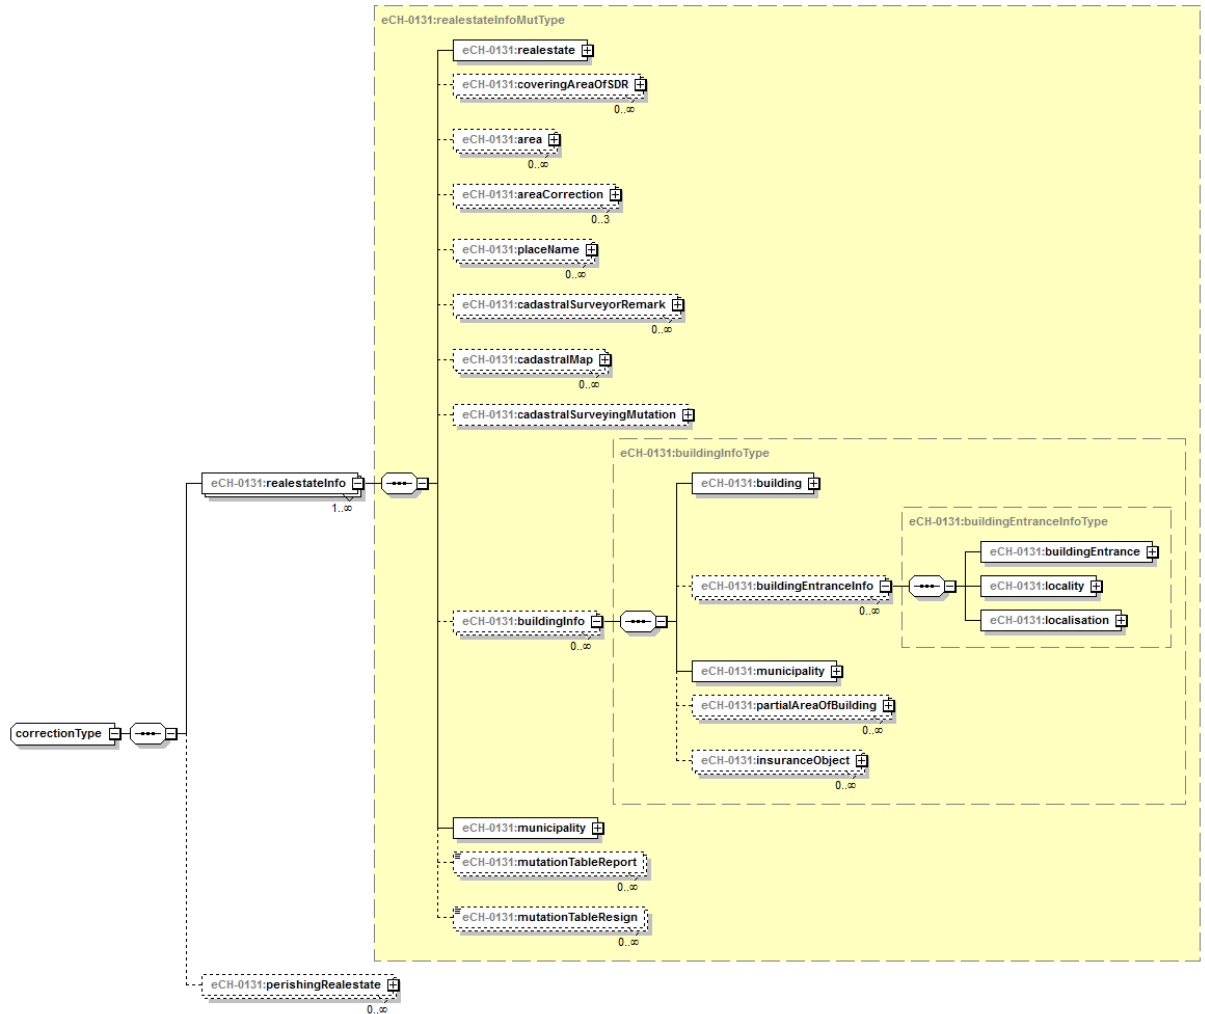 eCH-0131:realestateInfoMutType
eCH-0131:realestate
eCH-0131:coveringAreaOfSDR
0..∞
eCH-0131:area
0..∞
eCH-0131:areaCorrection
0..3
eCH-0131:placeName
0..∞
eCH-0131:cadastralSurveyorRemark
0..∞
eCH-0131:cadastralMap
0..∞
eCH-0131:cadastralSurveyingMutation
eCH-0131:buildingInfoType
eCH-0131:realestateInfo
1..∞
eCH-0131:building
eCH-0131:buildingEntranceInfoType
eCH-0131:buildingEntrance
eCH-0131:buildingEntranceInfo
0..∞
eCH-0131:locality
eCH-0131:localisation
eCH-0131:buildingInfo
0..∞
eCH-0131:municipality
eCH-0131:partialAreaOfBuilding
0..∞
correctionType
eCH-0131:insuranceObject
0..∞
eCH-0131:municipality
eCH-0131:mutationTableReport
0..∞
eCH-0131:mutationTableResign
0..∞
eCH-0131:perishingRealestate
0..∞